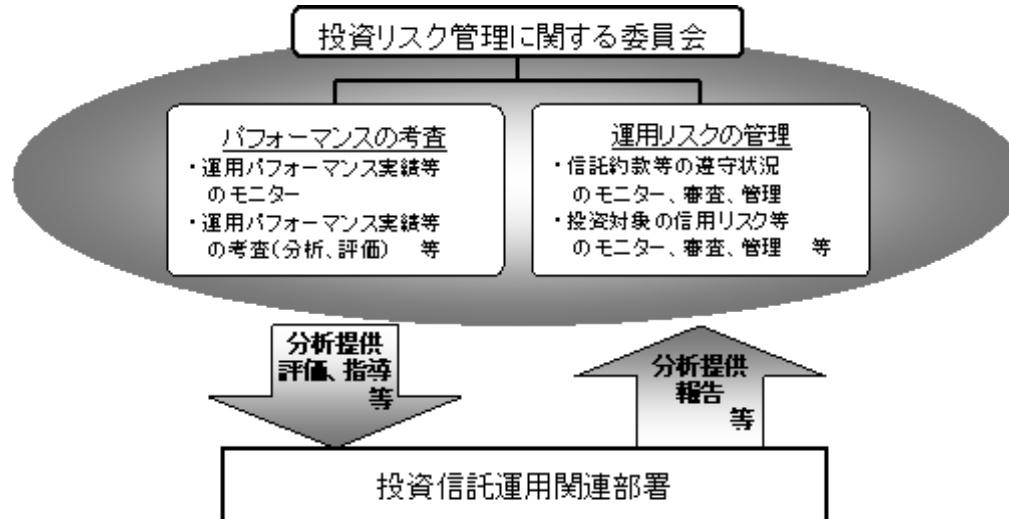 投資リスク管理に関する委員会
パフォーマンスの考査
・運用パフォーマンス実績等
のモニター
・運用パフォーマンス実績等
の考査(分析、評価) 等
運用リスクの管理
・信託約款等の遵守状況
のモニター、審査、管理
・投資対象の信用リスク等
のモニター、審査、管理 等
分析提供
評価、指導
等
分析提供
報告
等
投資信託運用関連部署